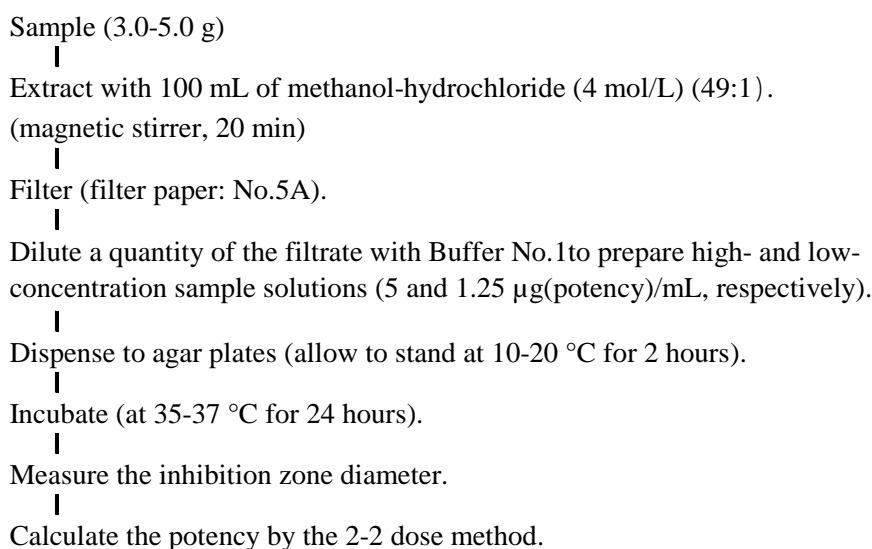 Sample (3.0-5.0 g)
Extract with 100 mL of methanol-hydrochloride (4 mol/L) (49:1).
(magnetic stirrer, 20 min)
Filter (filter paper: No.5A).
Dilute a quantity of the filtrate with Buffer No.1to prepare high- and low-
concentration sample solutions (5 and 1.25 µg(potency)/mL, respectively).
Dispense to agar plates (allow to stand at 10-20 °C for 2 hours).
Incubate (at 35-37 °C for 24 hours).
Measure the inhibition zone diameter.
Calculate the potency by the 2-2 dose method.